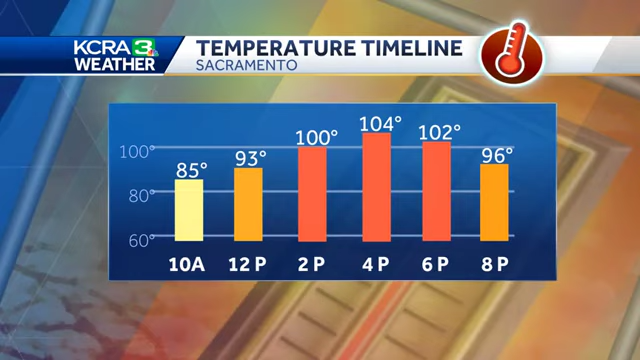 KCRA 3
WEATHER
TEMPERATURE TIMELINE
SACRAMENTO
104°
100° 102°
93° 96°
85°
100°
80°
60°
10A 12 P 2 P 4 P 6 P 8 P